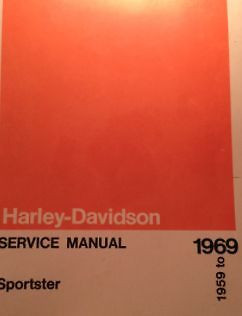 Harley-Davidson
SERVICE MANUAL
1959 to 1969
Sportster